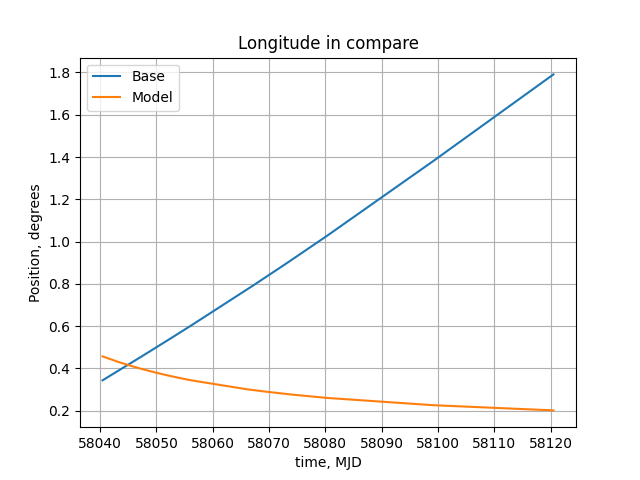 Longitude in compare
Base
Model
Position, degrees
1.8
1.6
1.4
1.2
1.0
0.8
0.6
0.4
0.2
58040 58050 58060 58070 58080 58090 58100 58110 58120
time, MJD